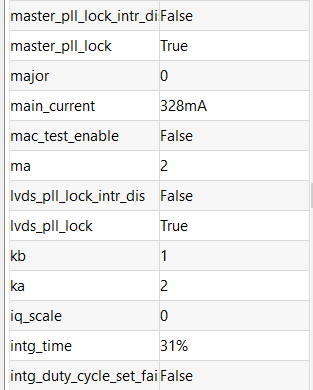 master_pll_lock_intr_di False
master_pll_lock True
major 0
main_current 328mA
mac_test_enable False
ma 2
lvds_pll_lock_intr_dis False
lvds_pll_lock True
kb 1
ka 2
iq_scale 0
intg_time 31%
intg_duty_cycle_set_fai False